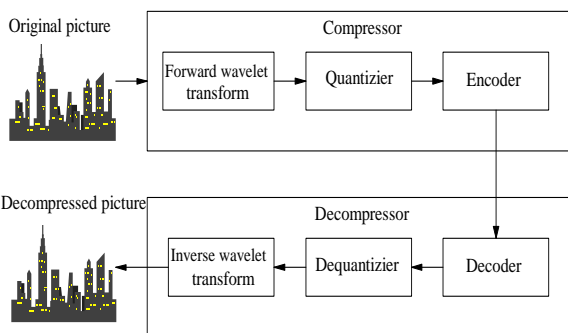 Original picture
Compressor
Forward wavelet
transform
Quantizier
Encoder
Decompressed picture
Decompressor
Inverse wavelet
transform
Dequantizier
Decoder